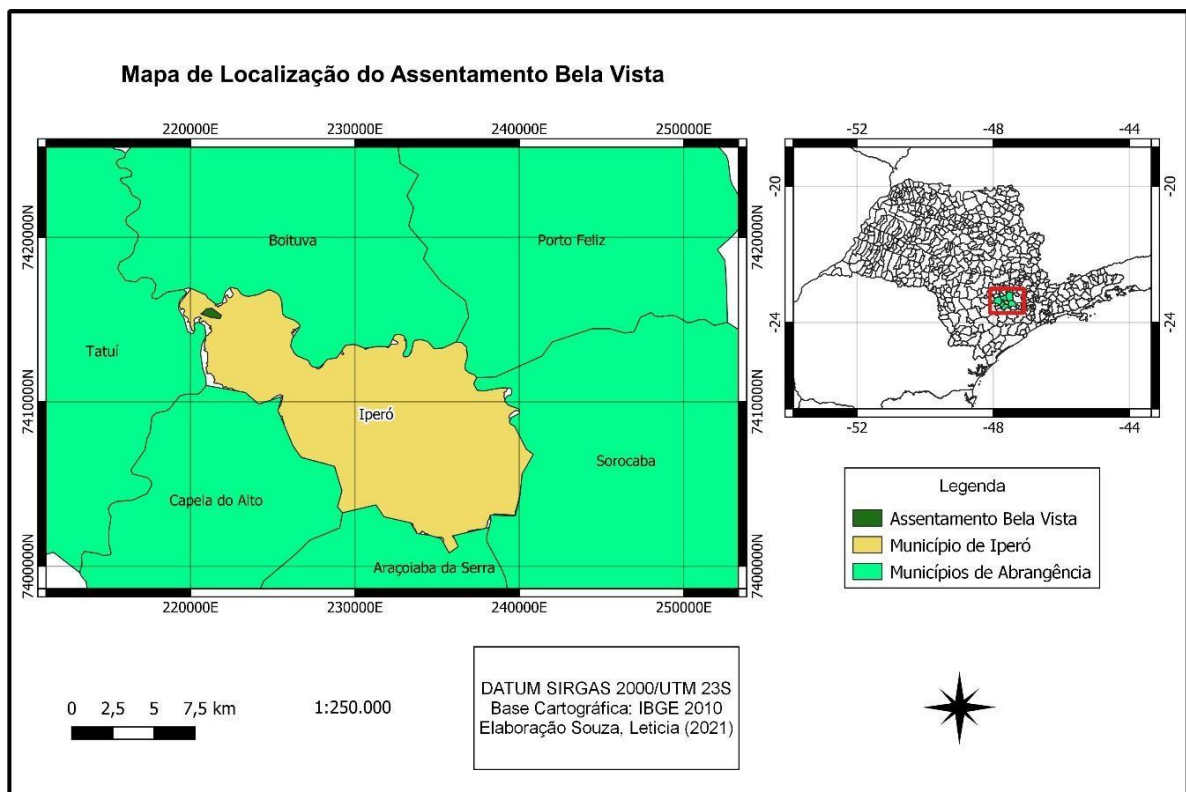 Mapa de Localização do Assentamento Bela Vista
220000E 230000E 240000E 250000E
7420000N 7420000N
Boituva Porto Feliz
Tatuí
7410000N 7410000N
Iperó
Sorocaba
Capela do Alto
7400000N 7400000N
Araçoiaba da Serra
220000E 230000E 240000E 250000E
-52 -48 -44
-20 -20
-24 -24
-52 -48 -44
Legenda
Assentamento Bela Vista
Município de Iperó
Municípios de Abrangência
0 2,5 5 7,5 km
1:250.000
DATUM SIRGAS 2000/UTM 23S
Base Cartográfica: IBGE 2010
Elaboração Souza, Leticia (2021)